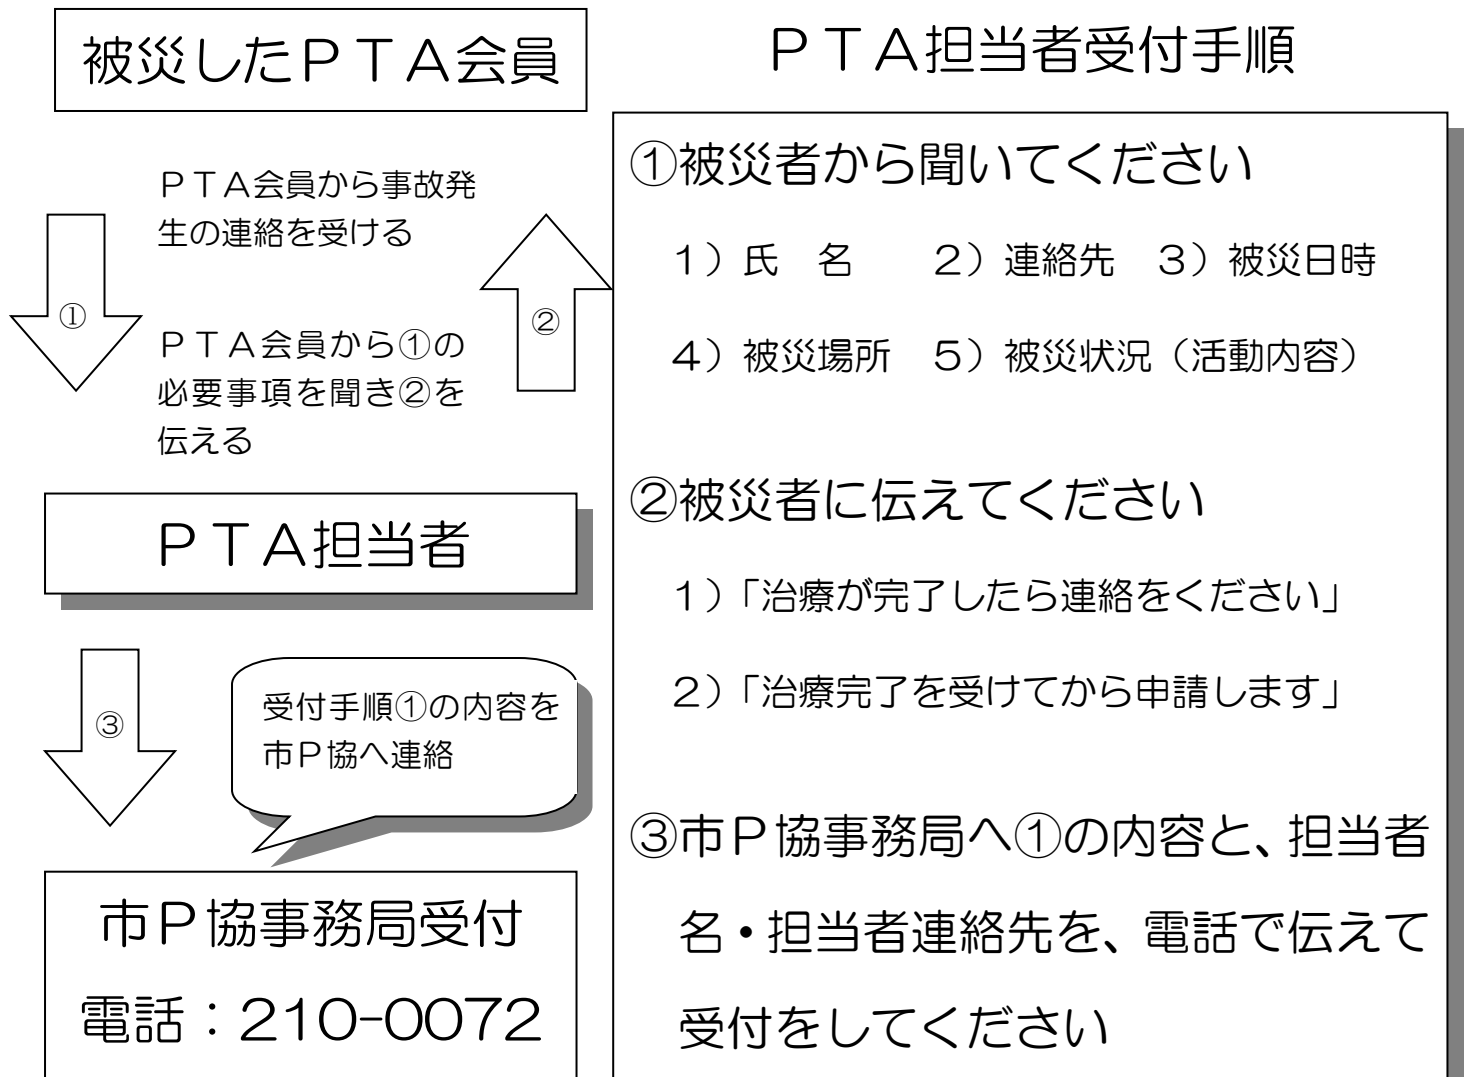 被災したＰＴＡ会員
ＰＴＡ会員から事故発
生の連絡を受ける
①
②
ＰＴＡ会員から①の
必要事項を聞き②を
伝える
ＰＴＡ担当者
③
受付手順①の内容を
市Ｐ協へ連絡
市Ｐ協事務局受付
電話：210-0072
ＰＴＡ担当者受付手順
①被災者から聞いてください
１）氏　名　　２）連絡先　３）被災日時
４）被災場所　５）被災状況（活動内容）
②被災者に伝えてください
１）「治療が完了したら連絡をください」
２）「治療完了を受けてから申請します」
③市Ｐ協事務局へ①の内容と、担当者
名・担当者連絡先を、電話で伝えて
受付をしてください